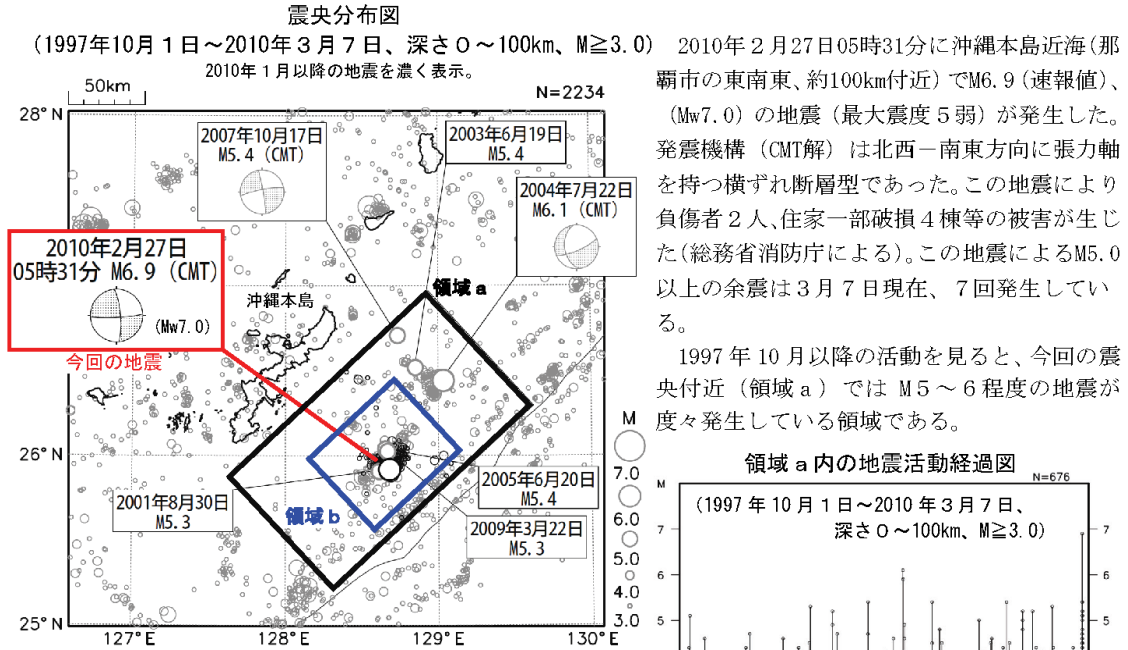 震央分布図
（1997年10月１日～2010年３月７日、深さ０～100km、M≧3.0）
2010年１月以降の地震を濃く表示。
50km
N=2234
28°N
26°N
25°N
127°E
128°E
129°E
130°E
2007年10月17日
M5.4（CMT）
2003年6月19日
M5.4
2004年7月22日
M6.1（CMT）
2010年2月27日
05時31分 M6.9（CMT）
（Mw7.0）
今回の地震
沖縄本島
領域ａ
領域ｂ
2001年8月30日
M5.3
2005年6月20日
M5.4
2009年3月22日
M5.3
M
7.0
6.0
5.0
4.0
3.0
2010年２月27日05時31分に沖縄本島近海（那
覇市の東南東、約100km付近）でM6.9（速報値）、
（Mw7.0）の地震（最大震度５弱）が発生した。
発震機構（CMT解）は北西－南東方向に張力軸
を持つ横ずれ断層型であった。この地震により
負傷者２人、住家一部破損４棟等の被害が生じ
た（総務省消防庁による）。この地震によるM5.0
以上の余震は３月７日現在、７回発生してい
る。
1997 年 10 月以降の活動を見ると、今回の震
央付近（領域ａ）では M５～６程度の地震が
度々発生している領域である。
領域ａ内の地震活動経過図
N=676
M
（1997 年 10 月１日～2010 年３月７日、
深さ０～100km、M≧3.0）
7
6
5
7
6
5